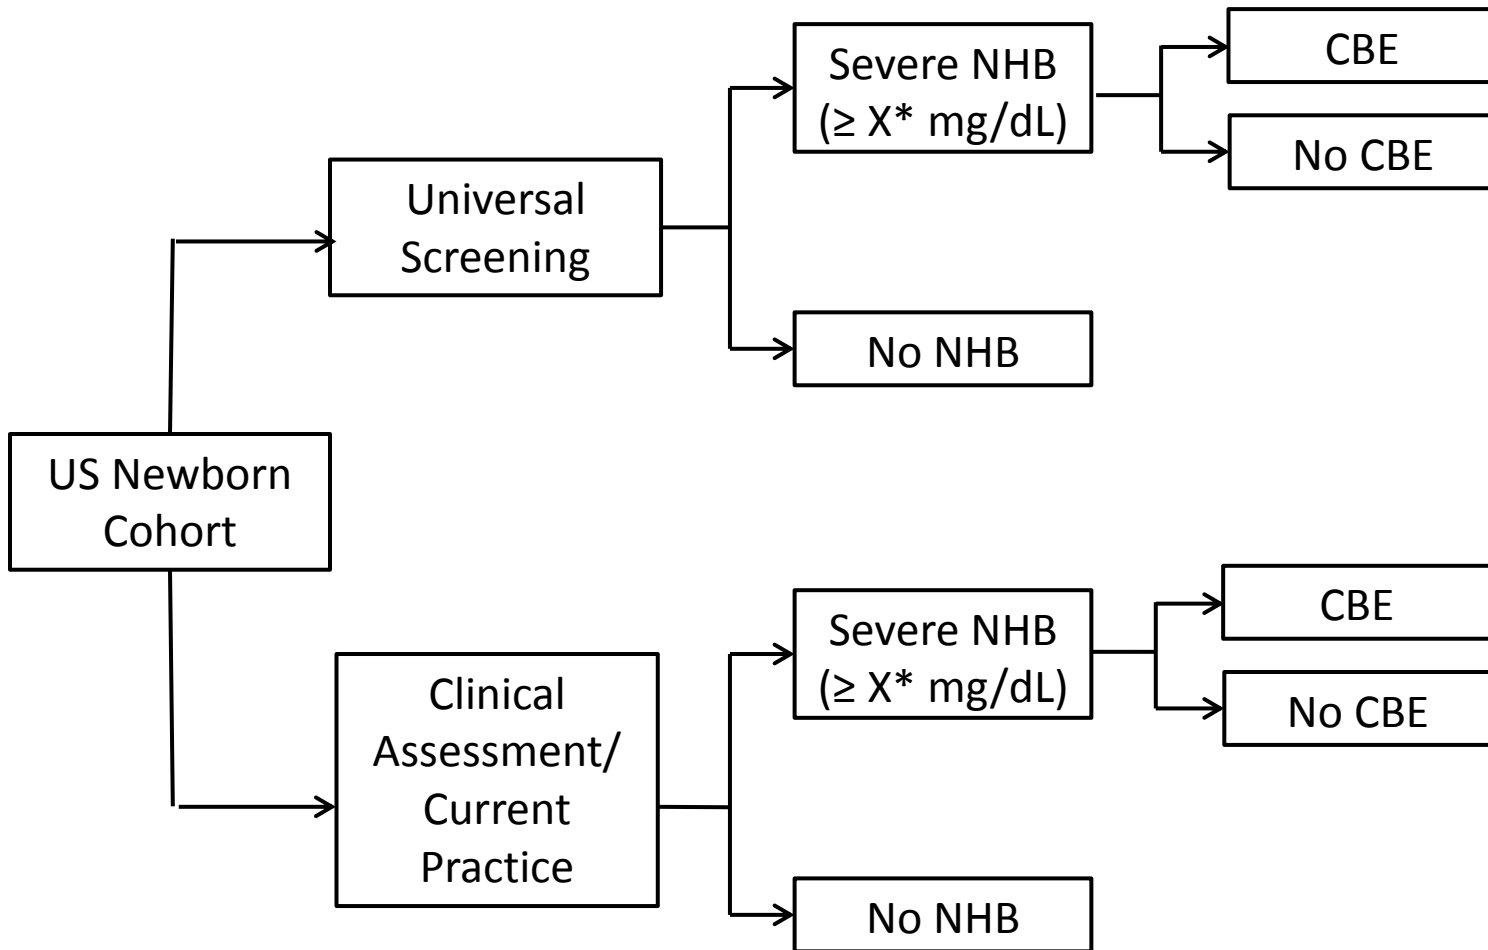 US Newborn
Cohort
Universal
Screening
Severe NHB
(≥ X* mg/dL)
CBE
No CBE
No NHB
Clinical
Assessment/
Current
Practice
Severe NHB
(≥ X* mg/dL)
CBE
No CBE
No NHB